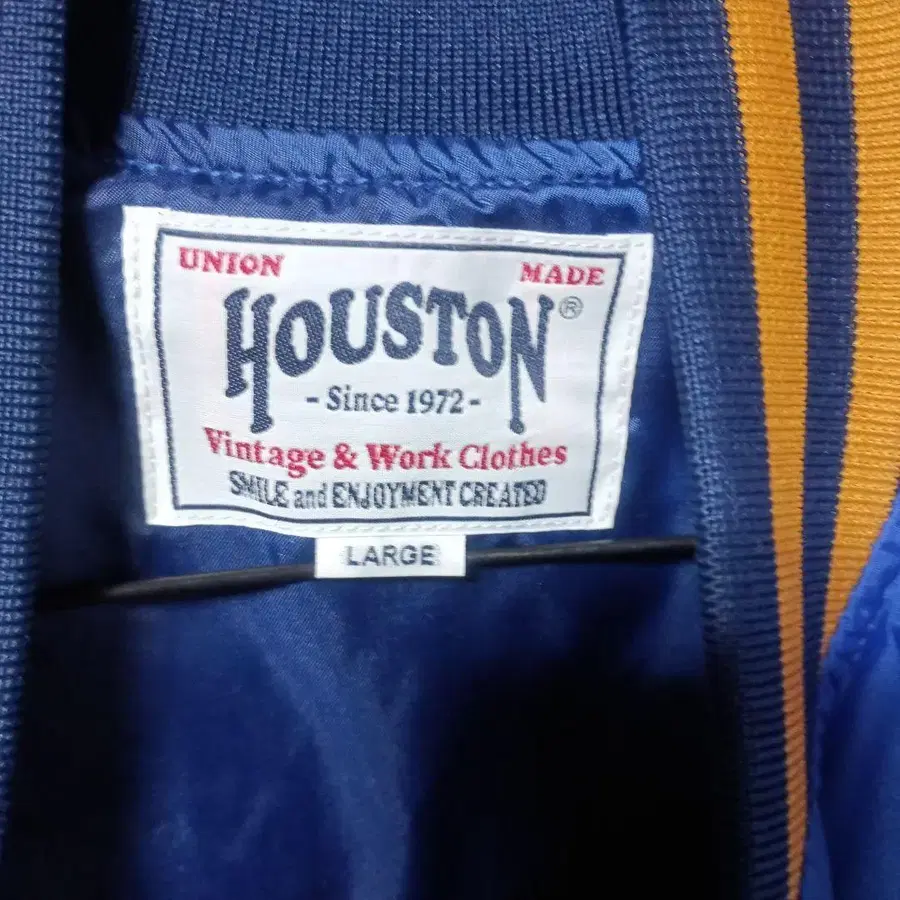 UNION MADE
HOUSTON®
- Since 1972 -
Vintage & Work Clothes
SMILE and ENJOYMENT CREATED
LARGE